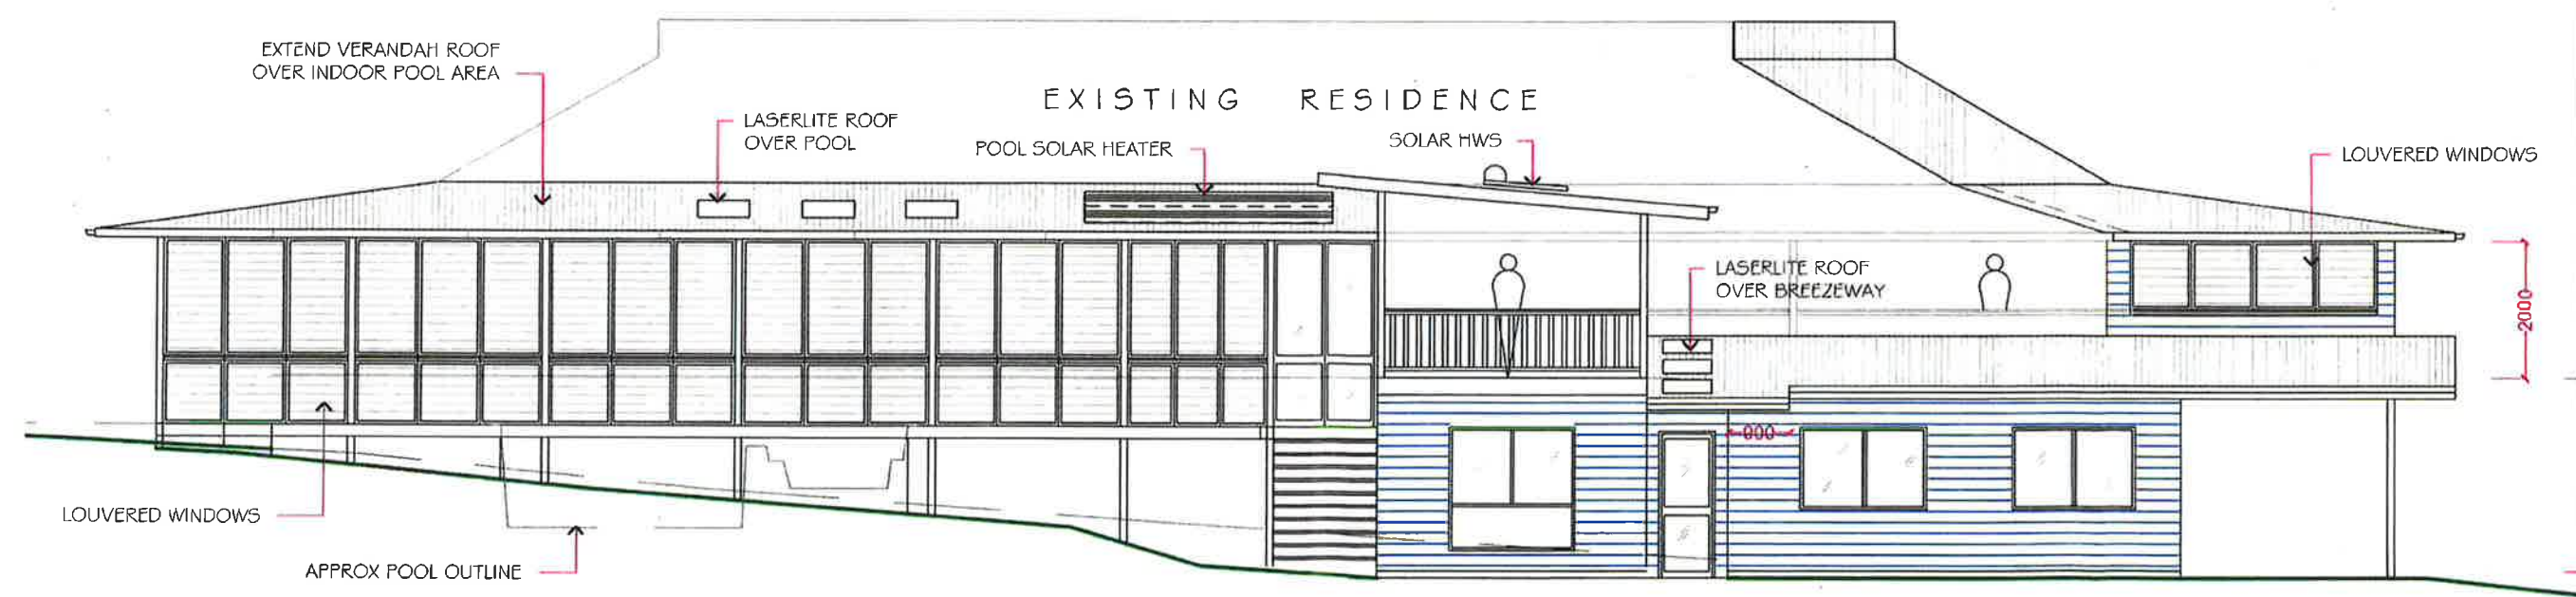 EXTEND VERANDAH ROOF
OVER INDOOR POOL AREA
LASERLITE ROOF
OVER POOL
EXISTING RESIDENCE
POOL SOLAR HEATER
SOLAR HWS
LOUVERED WINDOWS
LASERLITE ROOF
OVER BREEZEWAY
2000
LOUVERED WINDOWS
APPROX POOL OUTLINE